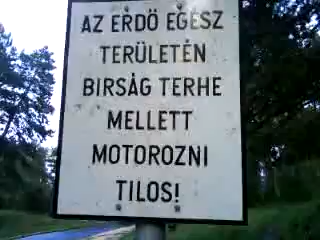 AZ ERDŐ EGÉSZ
TERÜLETÉN
BIRSÁG TERHE
MELLETT
MOTOROZNI
TILOS!